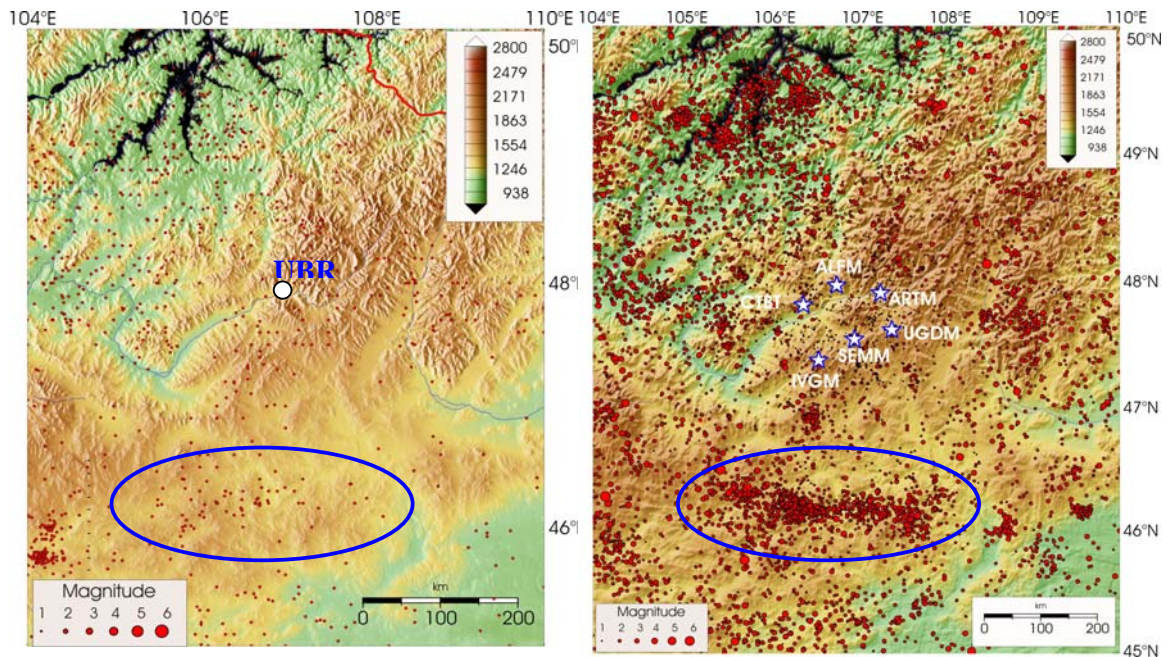 104°E 106°E 108°E 110°E
2800
2479
2171
1863
1554
1246
938
50°N
48°N
46°N
UBR
Magnitude
1 2 3 4 5 6
km
0 100 200
104°E 105°E 106°E 107°E 108°E 109°E 110°E
2800
2479
2171
1863
1554
1246
938
50°N
49°N
48°N
47°N
46°N
45°N
ALFM
CTBT
ARTM
UGDM
SEMM
IVGM
Magnitude
1 2 3 4 5 6
km
0 100 200